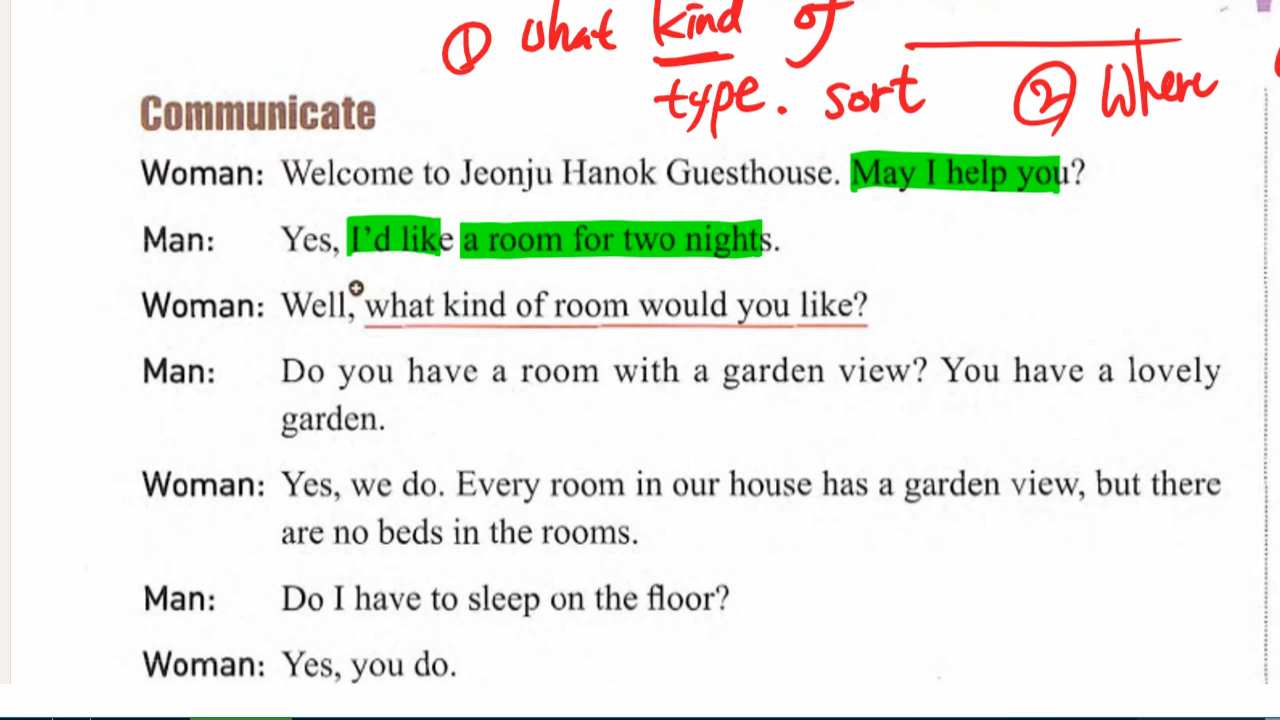 ① what kind of
type. sort ② Where
Communicate
Woman: Welcome to Jeonju Hanok Guesthouse. May I help you?
Man: Yes, I'd like a room for two nights.
Woman: Well, what kind of room would you like?
Man: Do you have a room with a garden view? You have a lovely
garden.
Woman: Yes, we do. Every room in our house has a garden view, but there
are no beds in the rooms.
Man: Do I have to sleep on the floor?
Woman: Yes, you do.